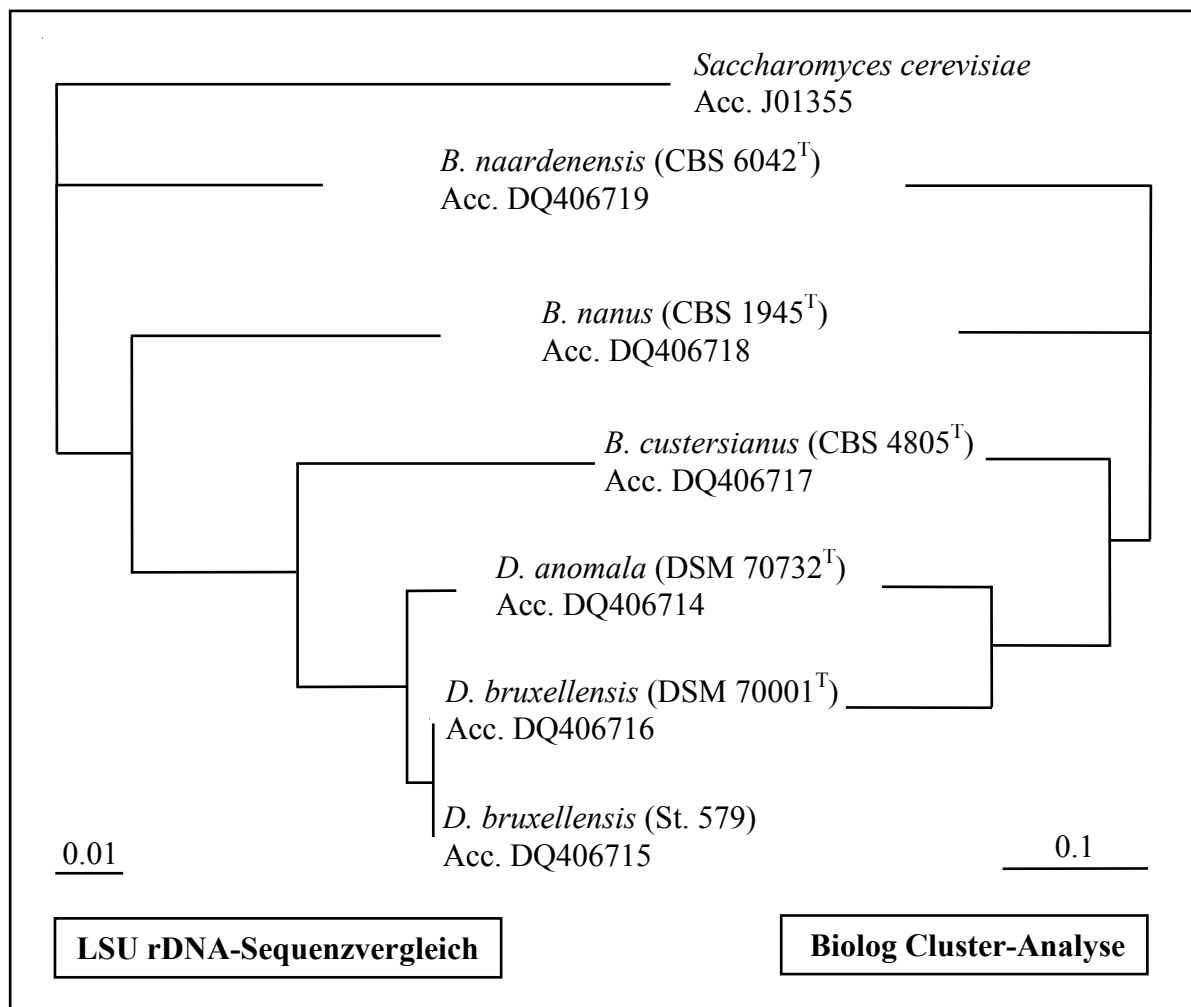 Saccharomyces cerevisiae
Acc. J01355
B. naardenensis (CBS 6042ᵀ)
Acc. DQ406719
B. nanus (CBS 1945ᵀ)
Acc. DQ406718
B. custersianus (CBS 4805ᵀ)
Acc. DQ406717
D. anomala (DSM 70732ᵀ)
Acc. DQ406714
D. bruxellensis (DSM 70001ᵀ)
Acc. DQ406716
D. bruxellensis (St. 579)
Acc. DQ406715
0.01
0.1
LSU rDNA-Sequenzvergleich
Biolog Cluster-Analyse